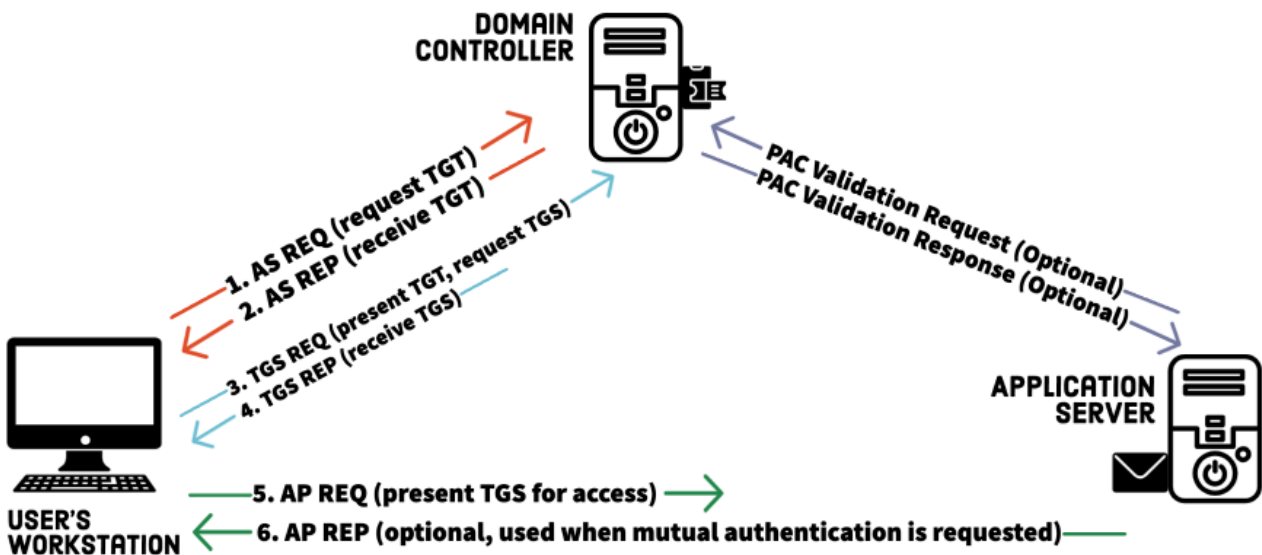 DOMAIN
CONTROLLER
1. AS REQ (request TGT)
2. AS REP (receive TGT)
3. TGS REQ (present TGT, request TGS)
4. TGS REP (receive TGS)
PAC Validation Request (Optional)
PAC Validation Response (Optional)
APPLICATION
SERVER
5. AP REQ (present TGS for access)
6. AP REP (optional, used when mutual authentication is requested)
USER'S
WORKSTATION